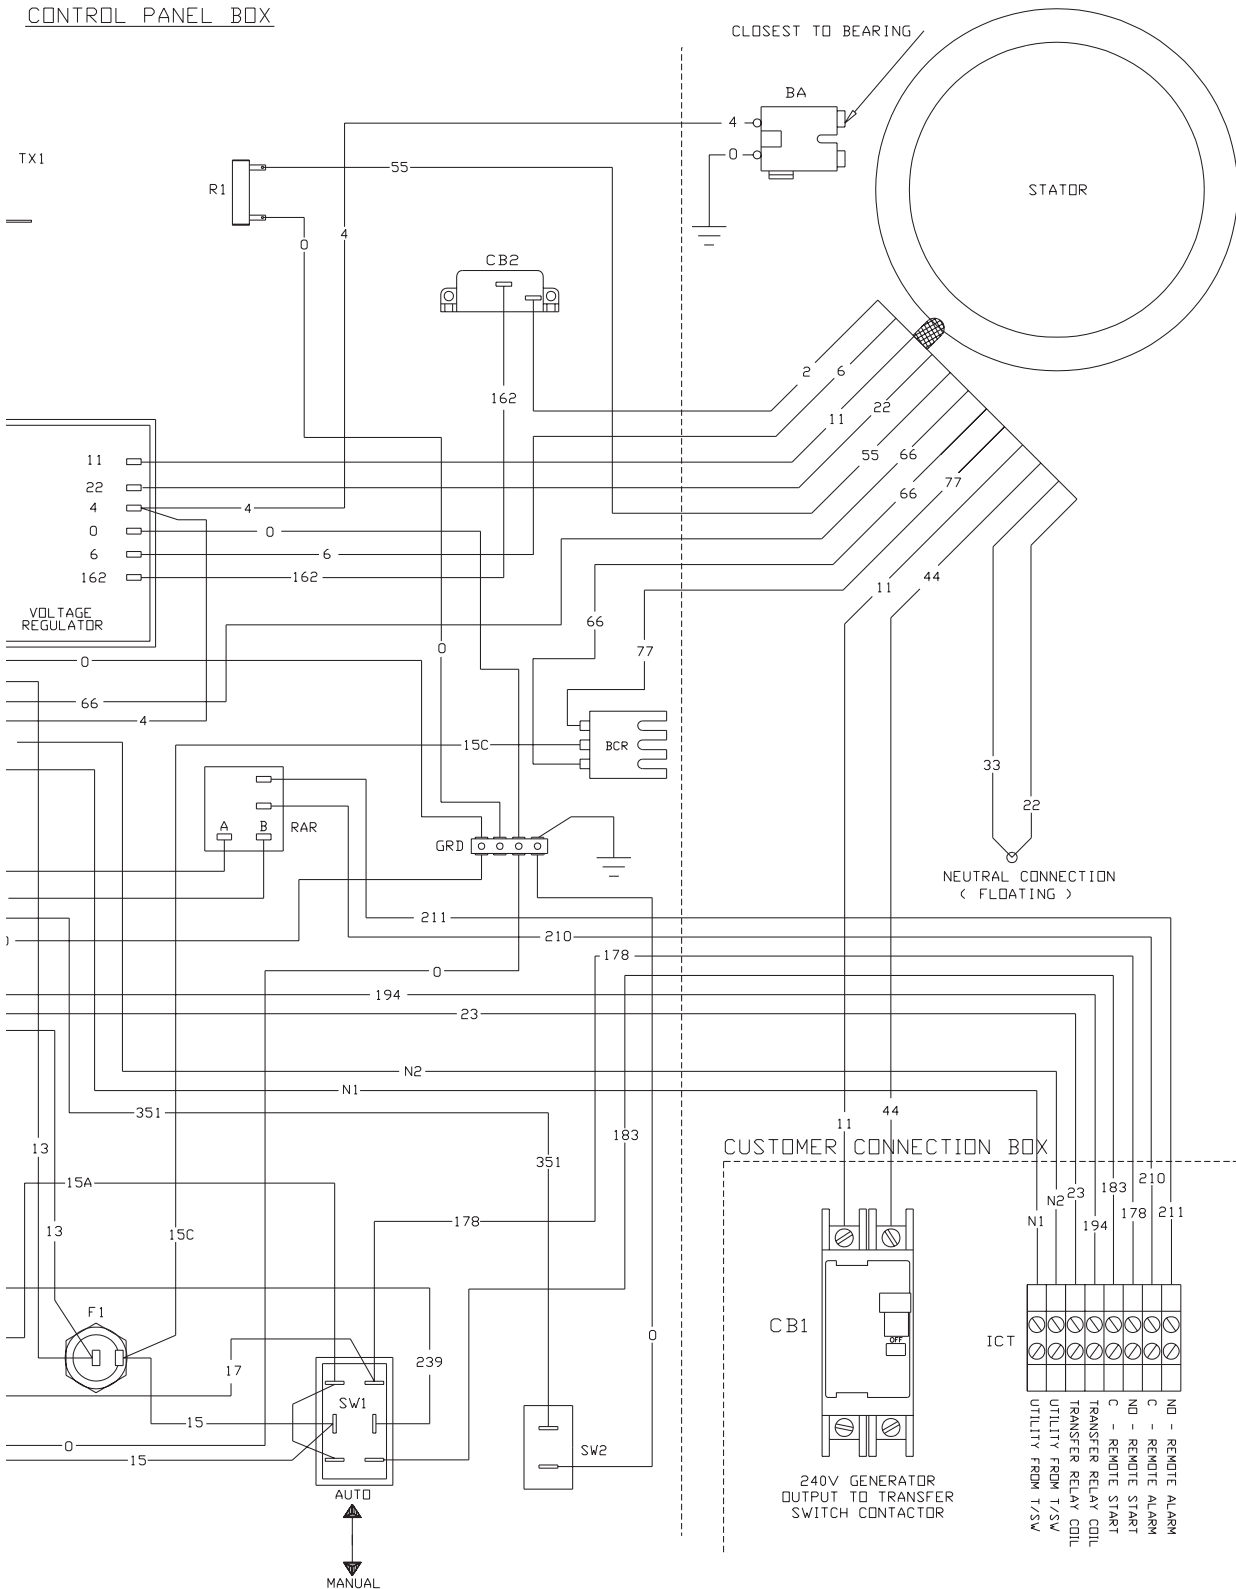 CONTROL PANEL BOX
CLOSEST TO BEARING
BA
4
0
STATOR
TX1
R1
55
0
4
CB2
162
2
6
11
22
55
66
66
77
11
44
11
22
4
0
6
162
4
0
6
162
VOLTAGE
REGULATOR
0
66
4
0
66
77
15C
BCR
33
22
A
B
RAR
GRD
NEUTRAL CONNECTION
( FLOATING )
211
210
178
0
194
23
N2
N1
351
13
183
11
44
CUSTOMER CONNECTION BOX
351
15A
13
15C
178
N1
N2
23
194
183
178
210
211
F1
17
239
0
CB1
OFF
ICT
SW1
15
0
15
SW2
AUTO
MANUAL
240V GENERATOR
OUTPUT TO TRANSFER
SWITCH CONTACTOR
UTILITY FROM T/SW
UTILITY FROM T/SW
TRANSFER RELAY COIL
TRANSFER RELAY COIL
C - REMOTE START
NO - REMOTE START
C - REMOTE ALARM
NO - REMOTE ALARM